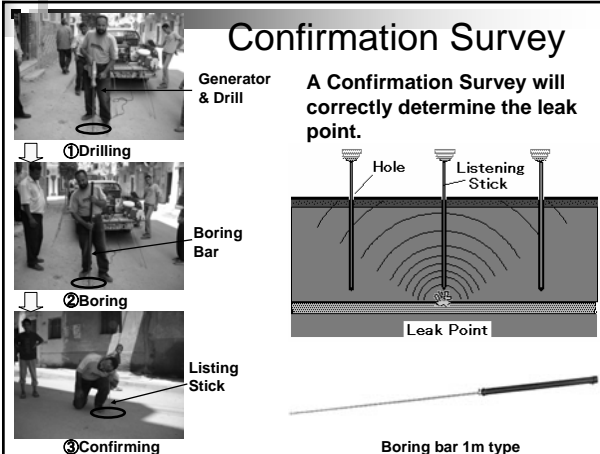 Confirmation Survey
Generator
& Drill
①Drilling
Boring
Bar
②Boring
Listing
Stick
③Confirming
A Confirmation Survey will
correctly determine the leak
point.
Hole
Listening
Stick
Leak Point
Boring bar 1m type